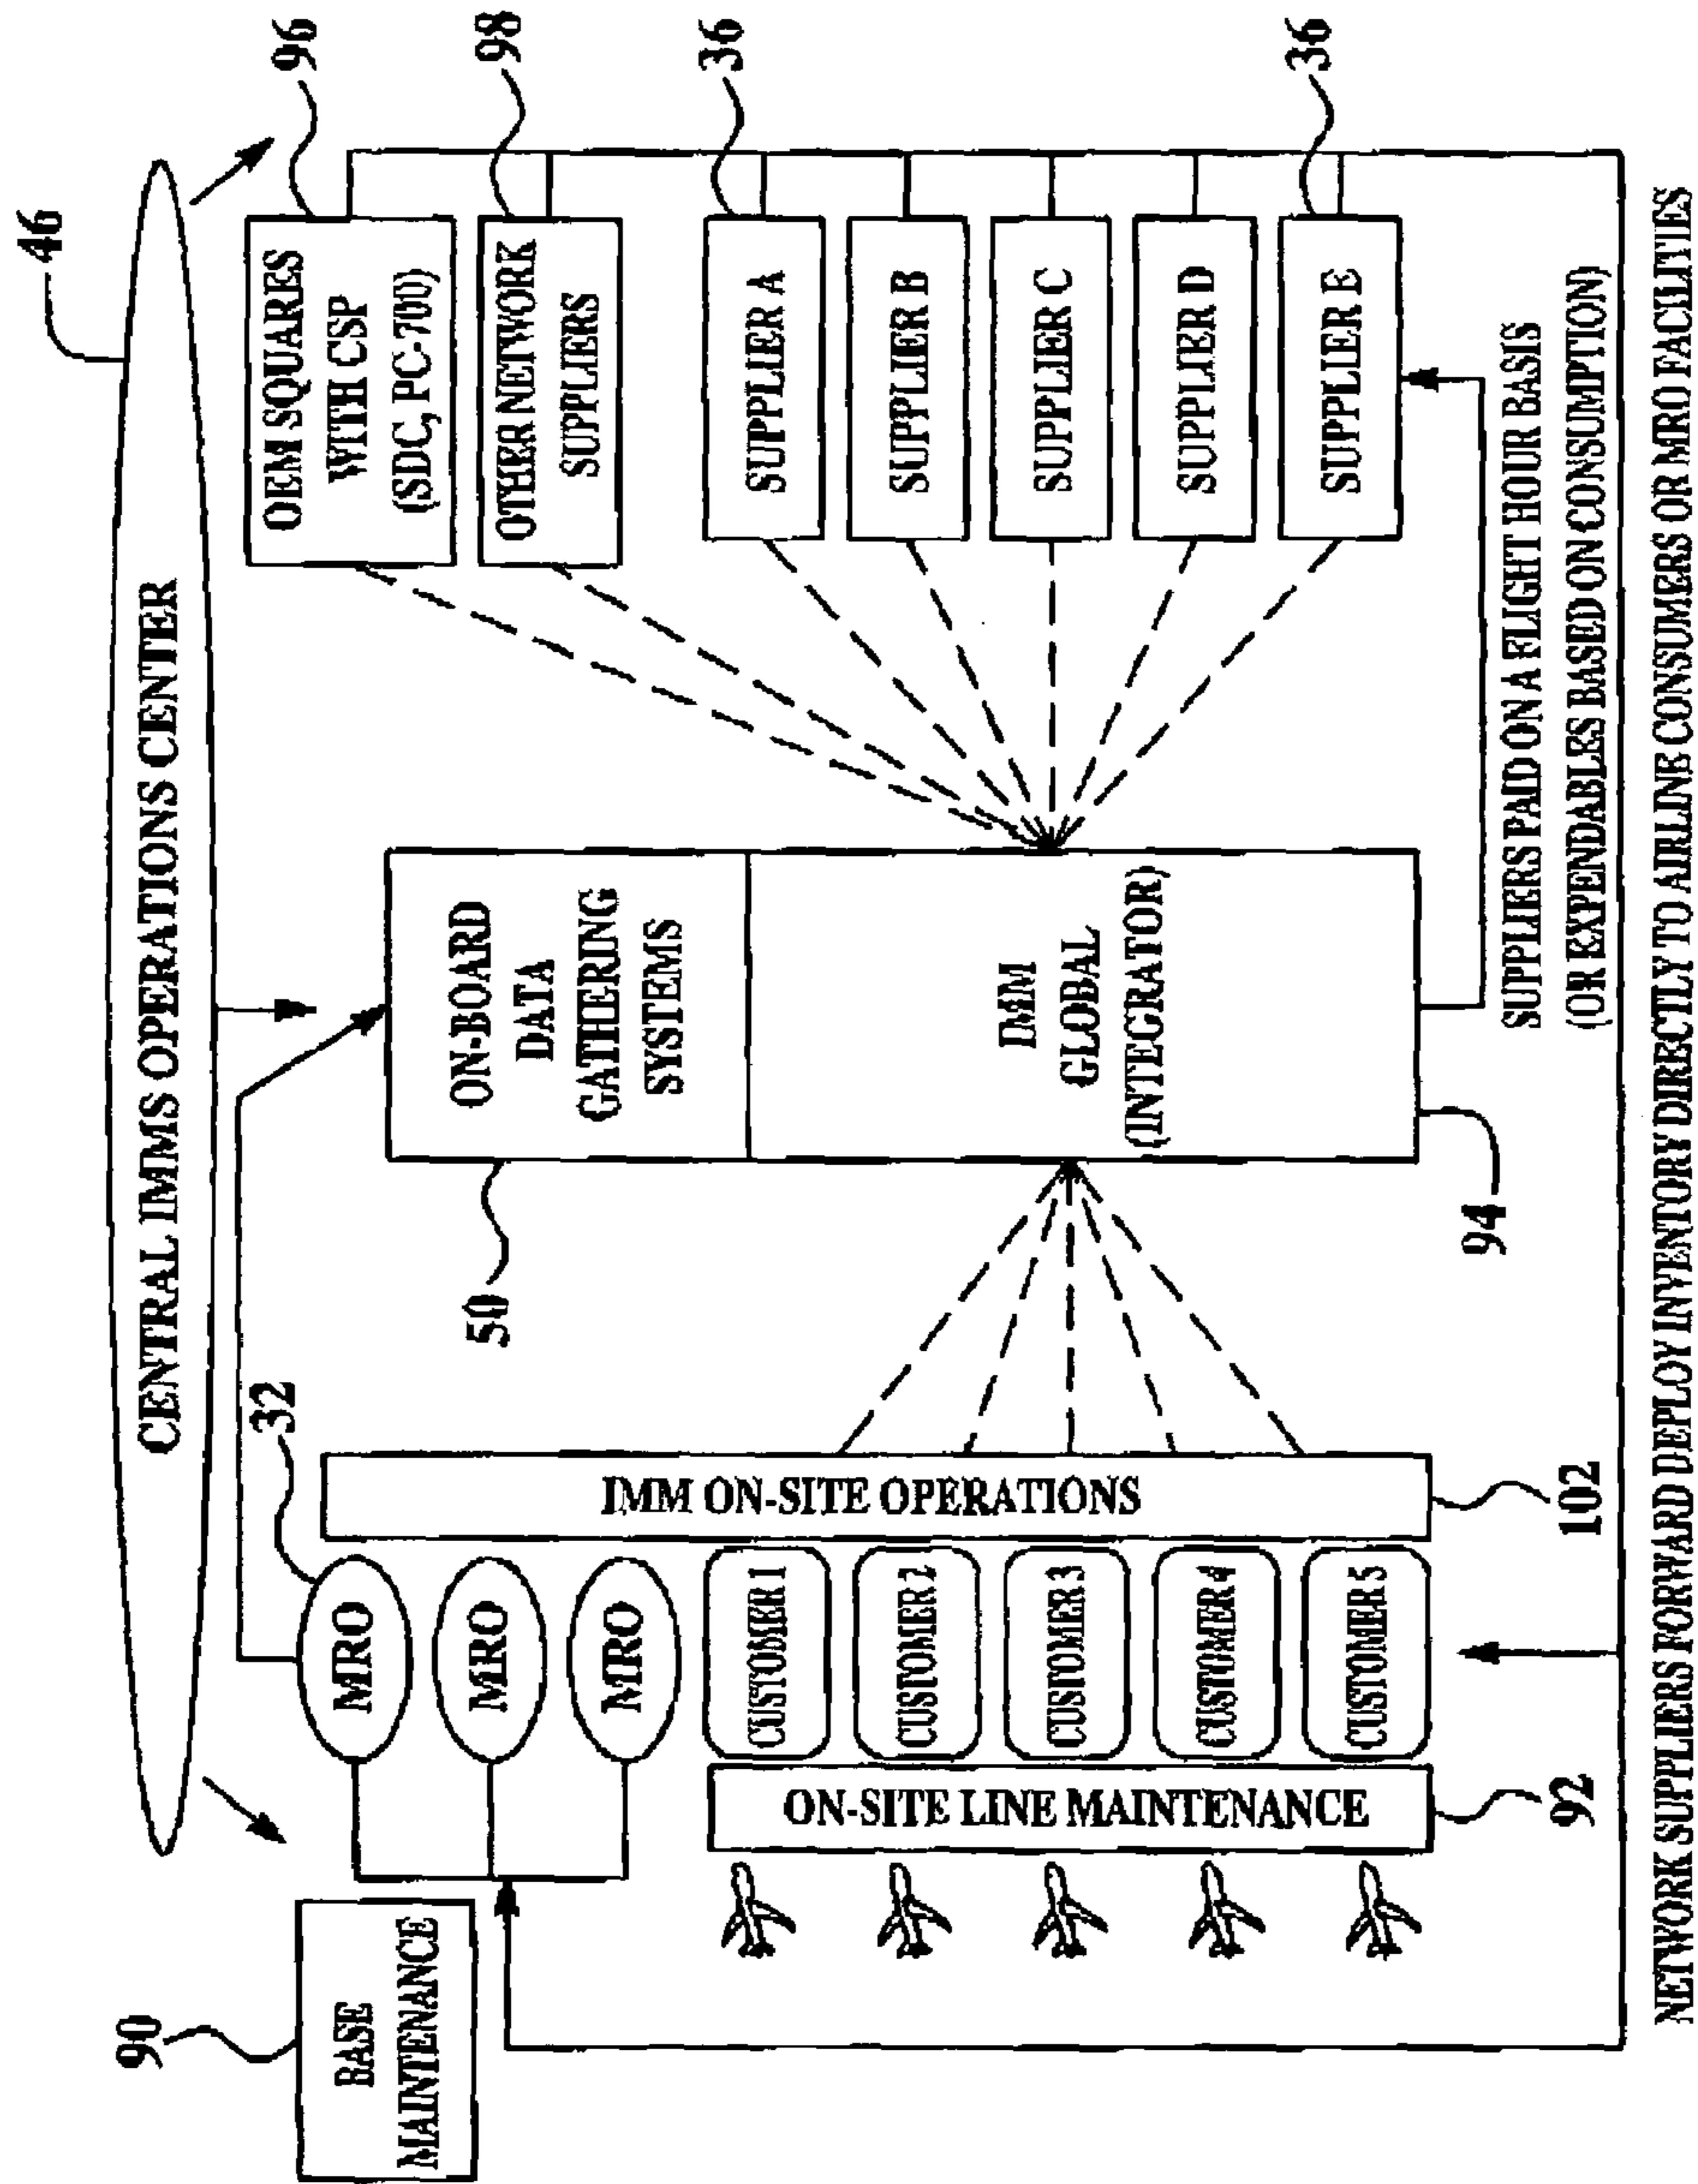 46
CENTRAL IMMS OPERATIONS CENTER
90
BASE
MAINTENANCE
32
MRO
MRO
MRO
CUSTOMER 1
CUSTOMER 2
CUSTOMER 3
CUSTOMER 4
CUSTOMER 5
ON-SITE LINE MAINTENANCE
92
IMM ON-SITE OPERATIONS
102
50
ON-BOARD
DATA
GATHERING
SYSTEMS
IMM
GLOBAL
(INTEGRATOR)
94
OEM SQUARES
WITH CSP
(SDC, PC-700)
96
OTHER NETWORK
SUPPLIERS
98
SUPPLIER A
36
SUPPLIER B
SUPPLIER C
SUPPLIER D
SUPPLIER E
36
SUPPLIERS PAID ON A FLIGHT HOUR BASIS
(OR EXPENDABLES BASED ON CONSUMPTION)
NETWORK SUPPLIERS FORWARD DEPLOY INVENTORY DIRECTLY TO AIRLINE CONSUMERS OR MRO FACILITIES